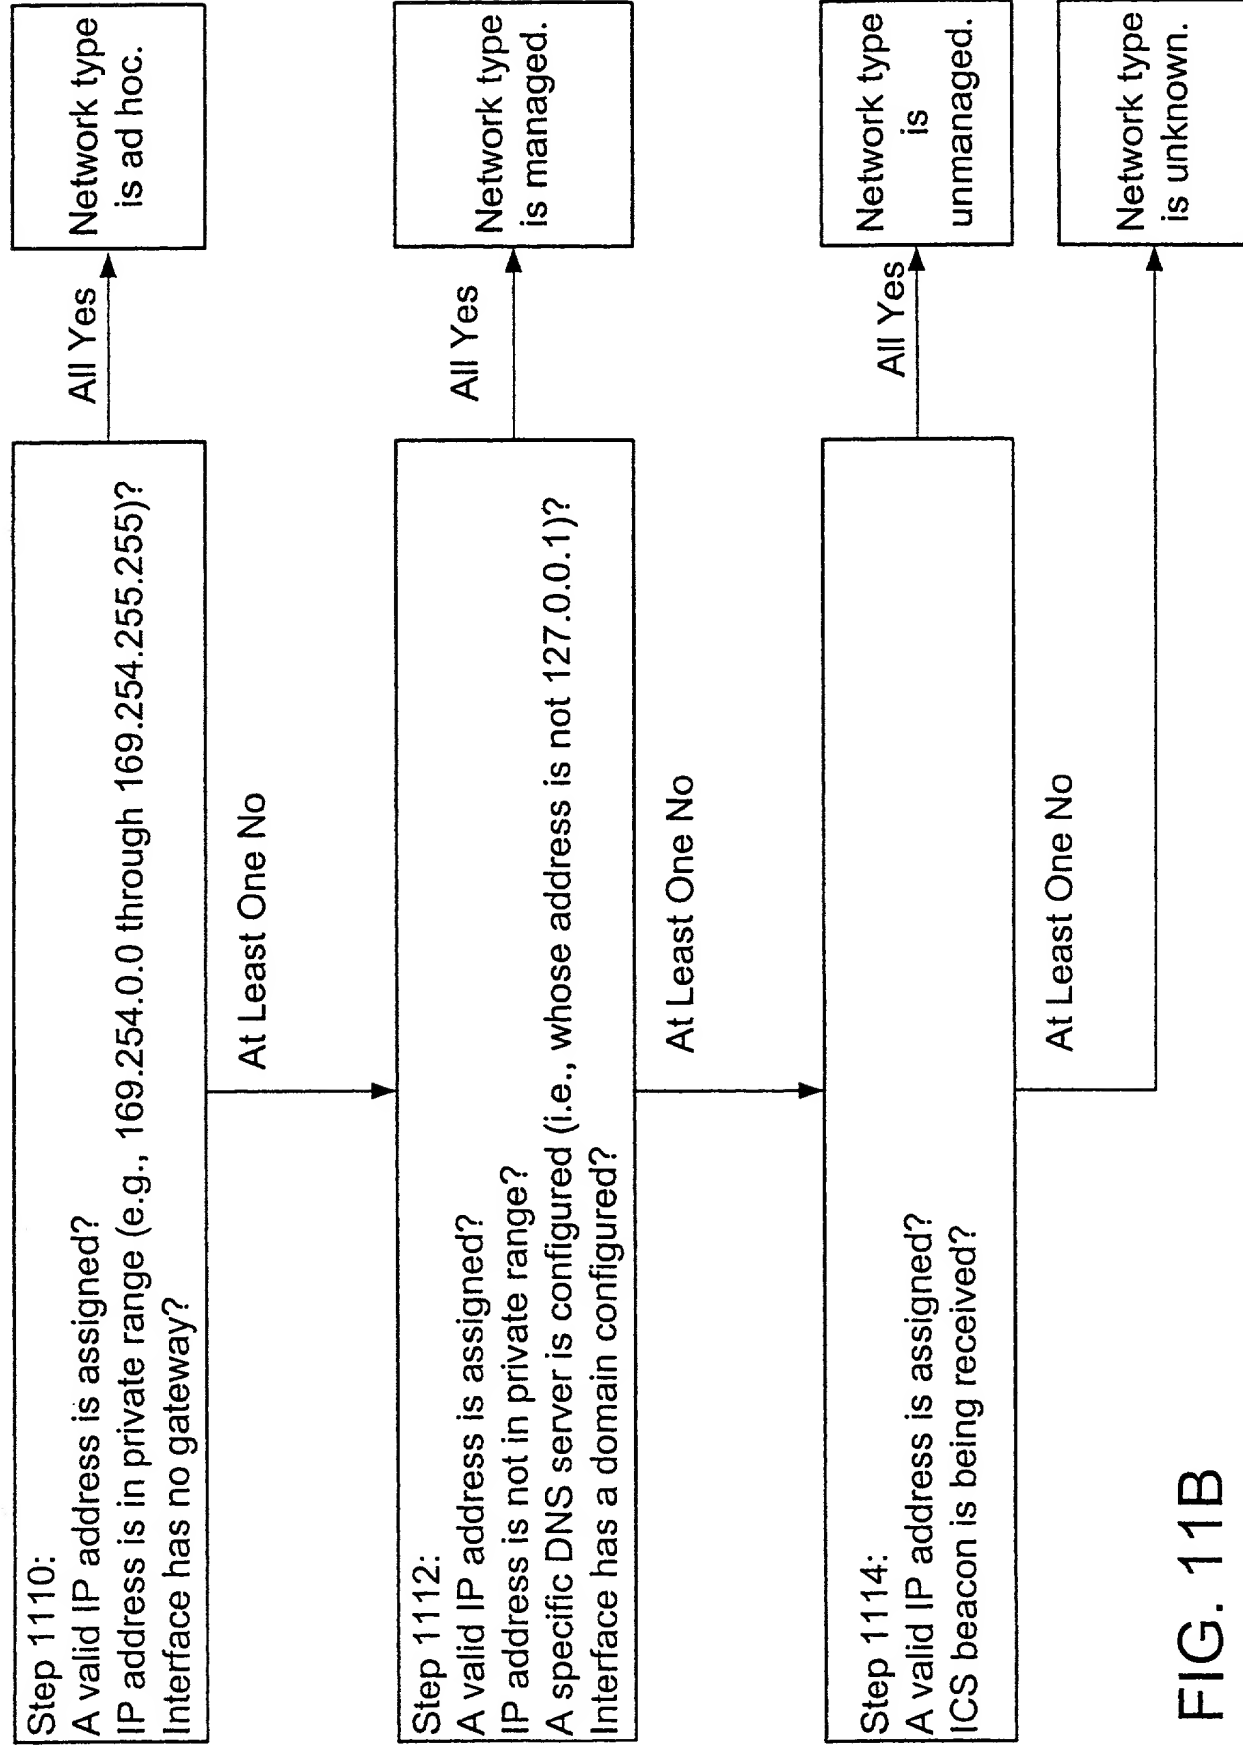 Step 1110:
A valid IP address is assigned?
IP address is in private range (e.g., 169.254.0.0 through 169.254.255.255)?
Interface has no gateway?
All Yes
Network type
is ad hoc.
At Least One No
Step 1112:
A valid IP address is assigned?
IP address is not in private range?
A specific DNS server is configured (i.e., whose address is not 127.0.0.1)?
Interface has a domain configured?
All Yes
Network type
is managed.
At Least One No
Step 1114:
A valid IP address is assigned?
ICS beacon is being received?
All Yes
Network type
is
unmanaged.
At Least One No
Network type
is unknown.
FIG. 11B